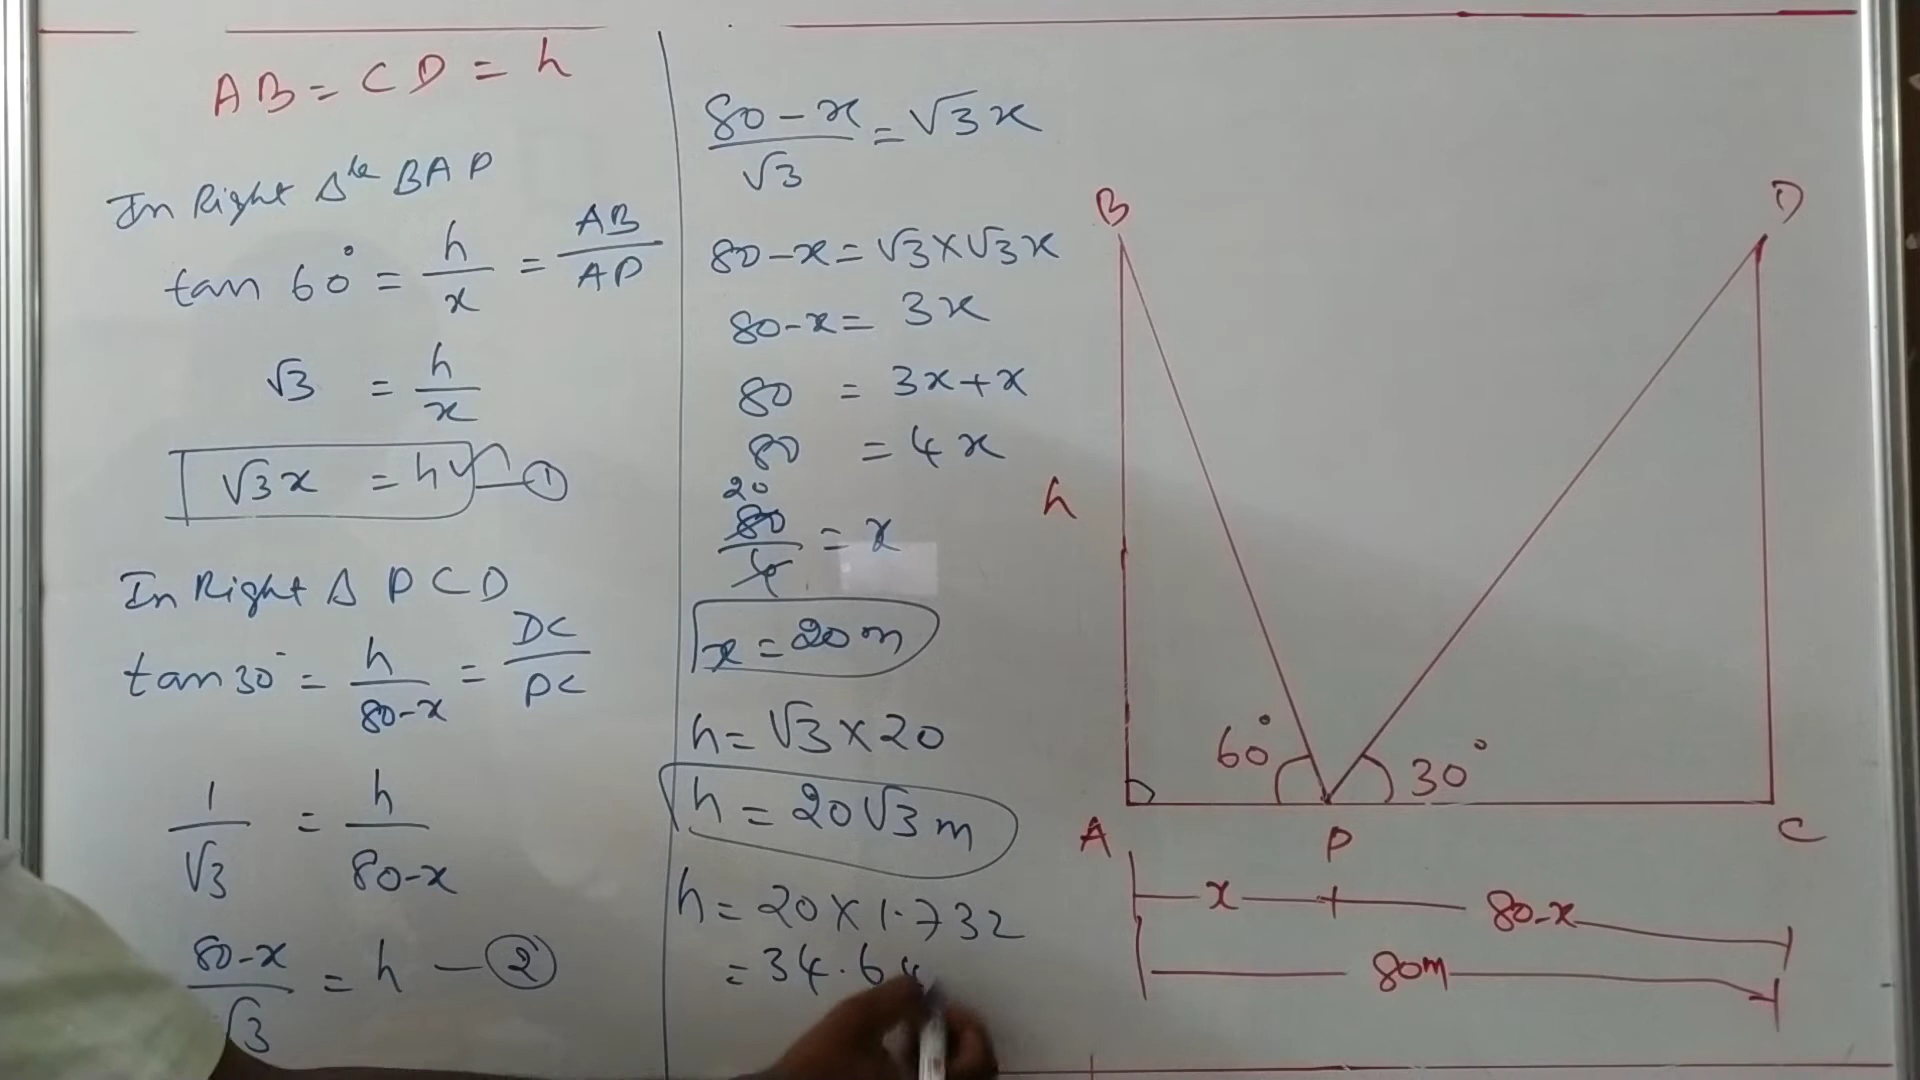 AB = CD = h
In Right Δle BAP
tan 60° = h/x = AB/AP
√3 = h/x
√3x = h ①
In Right Δ PCD
tan 30° = h/80-x = DC/PC
1/√3 = h/80-x
80-x/√3 = h — ②
80-x/√3 = √3x
80-x = √3×√3x
80-x = 3x
80 = 3x+x
80 = 4x
20
80/4 = x
x = 20m
h = √3×20
h = 20√3m
h = 20×1.732
= 34.64
B
D
h
60°
30°
A
P
C
x
80-x
80m